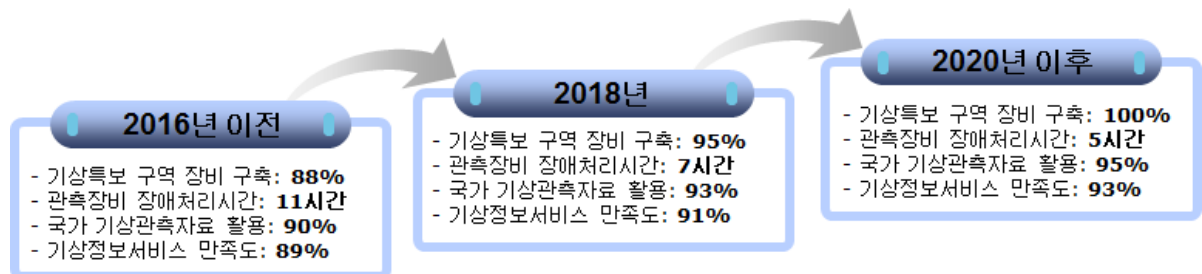 2016년 이전
- 기상특보 구역 장비 구축: 88%
- 관측장비 장애처리시간: 11시간
- 국가 기상관측자료 활용: 90%
- 기상정보서비스 만족도: 89%
2018년
- 기상특보 구역 장비 구축: 95%
- 관측장비 장애처리시간: 7시간
- 국가 기상관측자료 활용: 93%
- 기상정보서비스 만족도: 91%
2020년 이후
- 기상특보 구역 장비 구축: 100%
- 관측장비 장애처리시간: 5시간
- 국가 기상관측자료 활용: 95%
- 기상정보서비스 만족도: 93%